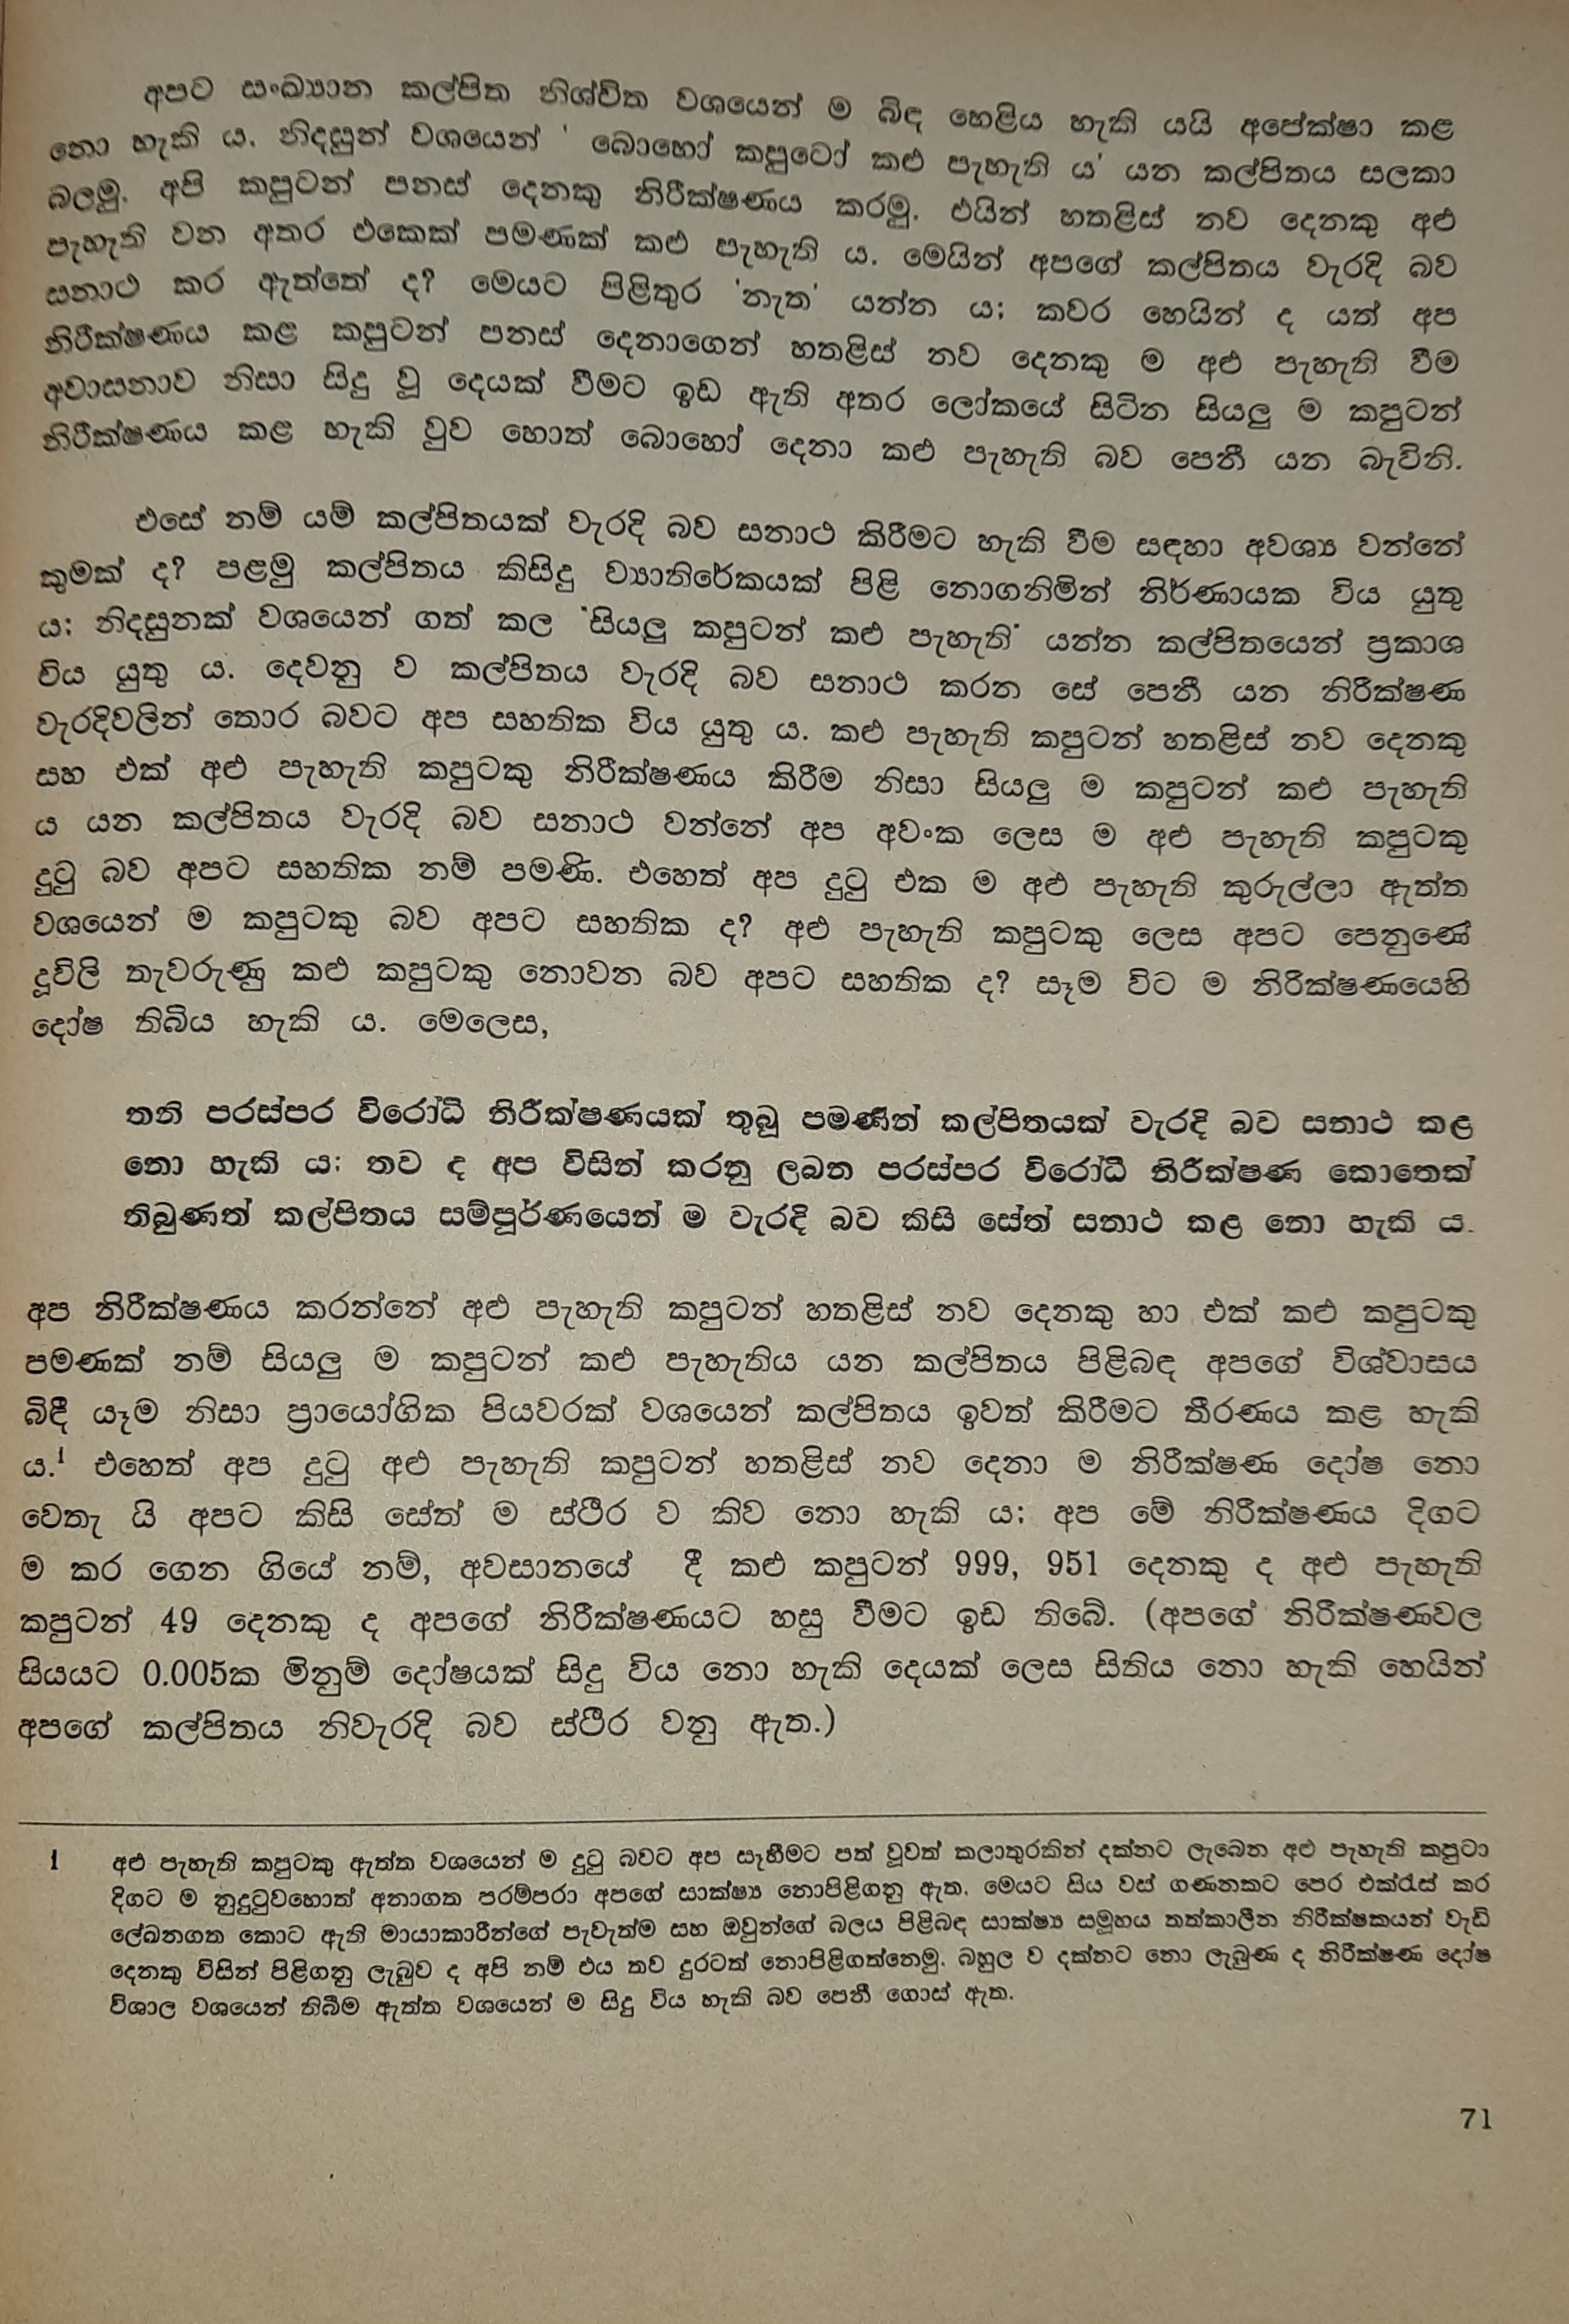 අපට සංඛ්‍යාන කල්පිත නිශ්චිත වශයෙන් ම බිඳ හෙළිය හැකි යයි අපේක්ෂා කළ
නො හැකි ය. නිදසුන් වශයෙන් ' බොහෝ කපුටෝ කළු පැහැති ය' යන කල්පිතය සලකා
බලමු. අපි කපුටන් පනස් දෙනකු නිරීක්ෂණය කරමු. එයින් හතළිස් නව දෙනකු අළු
පැහැති වන අතර එකෙක් පමණක් කළු පැහැති ය. මෙයින් අපගේ කල්පිතය වැරදි බව
සනාථ කර ඇත්තේ ද? මෙයට පිළිතුර 'නැත' යන්න ය; කවර හෙයින් ද යත් අප
නිරීක්ෂණය කළ කපුටන් පනස් දෙනාගෙන් හතළිස් නව දෙනකු ම අළු පැහැති වීම
අවාසනාව නිසා සිදු වූ දෙයක් වීමට ඉඩ ඇති අතර ලෝකයේ සිටින සියලු ම කපුටන්
නිරීක්ෂණය කළ හැකි වුව හොත් බොහෝ දෙනා කළු පැහැති බව පෙනී යන බැවිනි.
එසේ නම් යම් කල්පිතයක් වැරදි බව සනාථ කිරීමට හැකි වීම සඳහා අවශ්‍ය වන්නේ
කුමක් ද? පළමු කල්පිතය කිසිදු ව්‍යාතිරේකයක් පිළි නොගනිමින් නිර්ණායක විය යුතු
ය; නිදසුනක් වශයෙන් ගත් කල 'සියලු කපුටන් කළු පැහැති' යන්න කල්පිතයෙන් ප්‍රකාශ
විය යුතු ය. දෙවනු ව කල්පිතය වැරදි බව සනාථ කරන සේ පෙනී යන නිරීක්ෂණ
වැරදිවලින් තොර බවට අප සහතික විය යුතු ය. කළු පැහැති කපුටන් හතළිස් නව දෙනකු
සහ එක් අළු පැහැති කපුටකු නිරීක්ෂණය කිරීම නිසා සියලු ම කපුටන් කළු පැහැති
ය යන කල්පිතය වැරදි බව සනාථ වන්නේ අප අවංක ලෙස ම අළු පැහැති කපුටකු
දුටු බව අපට සහතික නම් පමණි. එහෙත් අප දුටු එක ම අළු පැහැති කුරුල්ලා ඇත්ත
වශයෙන් ම කපුටකු බව අපට සහතික ද? අළු පැහැති කපුටකු ලෙස අපට පෙනුණේ
දූවිලි තැවරුණු කළු කපුටකු නොවන බව අපට සහතික ද? සෑම විට ම නිරීක්ෂණයෙහි
දෝෂ තිබිය හැකි ය. මෙලෙස,
තනි පරස්පර විරෝධී නිරීක්ෂණයක් තුබූ පමණින් කල්පිතයක් වැරදි බව සනාථ කළ
නො හැකි ය; තව ද අප විසින් කරනු ලබන පරස්පර විරෝධී නිරීක්ෂණ කොතෙක්
තිබුණත් කල්පිතය සම්පූර්ණයෙන් ම වැරදි බව කිසි සේත් සනාථ කළ නො හැකි ය.
අප නිරීක්ෂණය කරන්නේ අළු පැහැති කපුටන් හතළිස් නව දෙනකු හා එක් කළු කපුටකු
පමණක් නම් සියලු ම කපුටන් කළු පැහැතිය යන කල්පිතය පිළිබඳ අපගේ විශ්වාසය
බිඳී යෑම නිසා ප්‍රායෝගික පියවරක් වශයෙන් කල්පිතය ඉවත් කිරීමට තීරණය කළ හැකි
ය.¹ එහෙත් අප දුටු අළු පැහැති කපුටන් හතළිස් නව දෙනා ම නිරීක්ෂණ දෝෂ නො
වෙතැ යි අපට කිසි සේත් ම ස්ථිර ව කිව නො හැකි ය; අප මේ නිරීක්ෂණය දිගට
ම කර ගෙන ගියේ නම්, අවසානයේ දී කළු කපුටන් 999, 951 දෙනකු ද අළු පැහැති
කපුටන් 49 දෙනකු ද අපගේ නිරීක්ෂණයට හසු වීමට ඉඩ තිබේ. (අපගේ නිරීක්ෂණවල
සියයට 0.005ක මිනුම් දෝෂයක් සිදු විය නො හැකි දෙයක් ලෙස සිතිය නො හැකි හෙයින්
අපගේ කල්පිතය නිවැරදි බව ස්ථිර වනු ඇත.)
1 අළු පැහැති කපුටකු ඇත්ත වශයෙන් ම දුටු බවට අප සෑහීමට පත් වූවත් කලාතුරකින් දක්නට ලැබෙන අළු පැහැති කපුටා
දිගට ම නුදුටුවහොත් අනාගත පරම්පරා අපගේ සාක්ෂ්‍ය නොපිළිගනු ඇත. මෙයට සිය වස් ගණනකට පෙර එක්රැස් කර
ලේඛනගත කොට ඇති මායාකාරීන්ගේ පැවැත්ම සහ ඔවුන්ගේ බලය පිළිබඳ සාක්ෂ්‍ය සමූහය තත්කාලීන නිරීක්ෂකයන් වැඩි
දෙනකු විසින් පිළිගනු ලැබුව ද අපි නම් එය තව දුරටත් නොපිළිගත්තෙමු. බහුල ව දක්නට නො ලැබුණ ද නිරීක්ෂණ දෝෂ
විශාල වශයෙන් තිබීම ඇත්ත වශයෙන් ම සිදු විය හැකි බව පෙනී ගොස් ඇත.
71